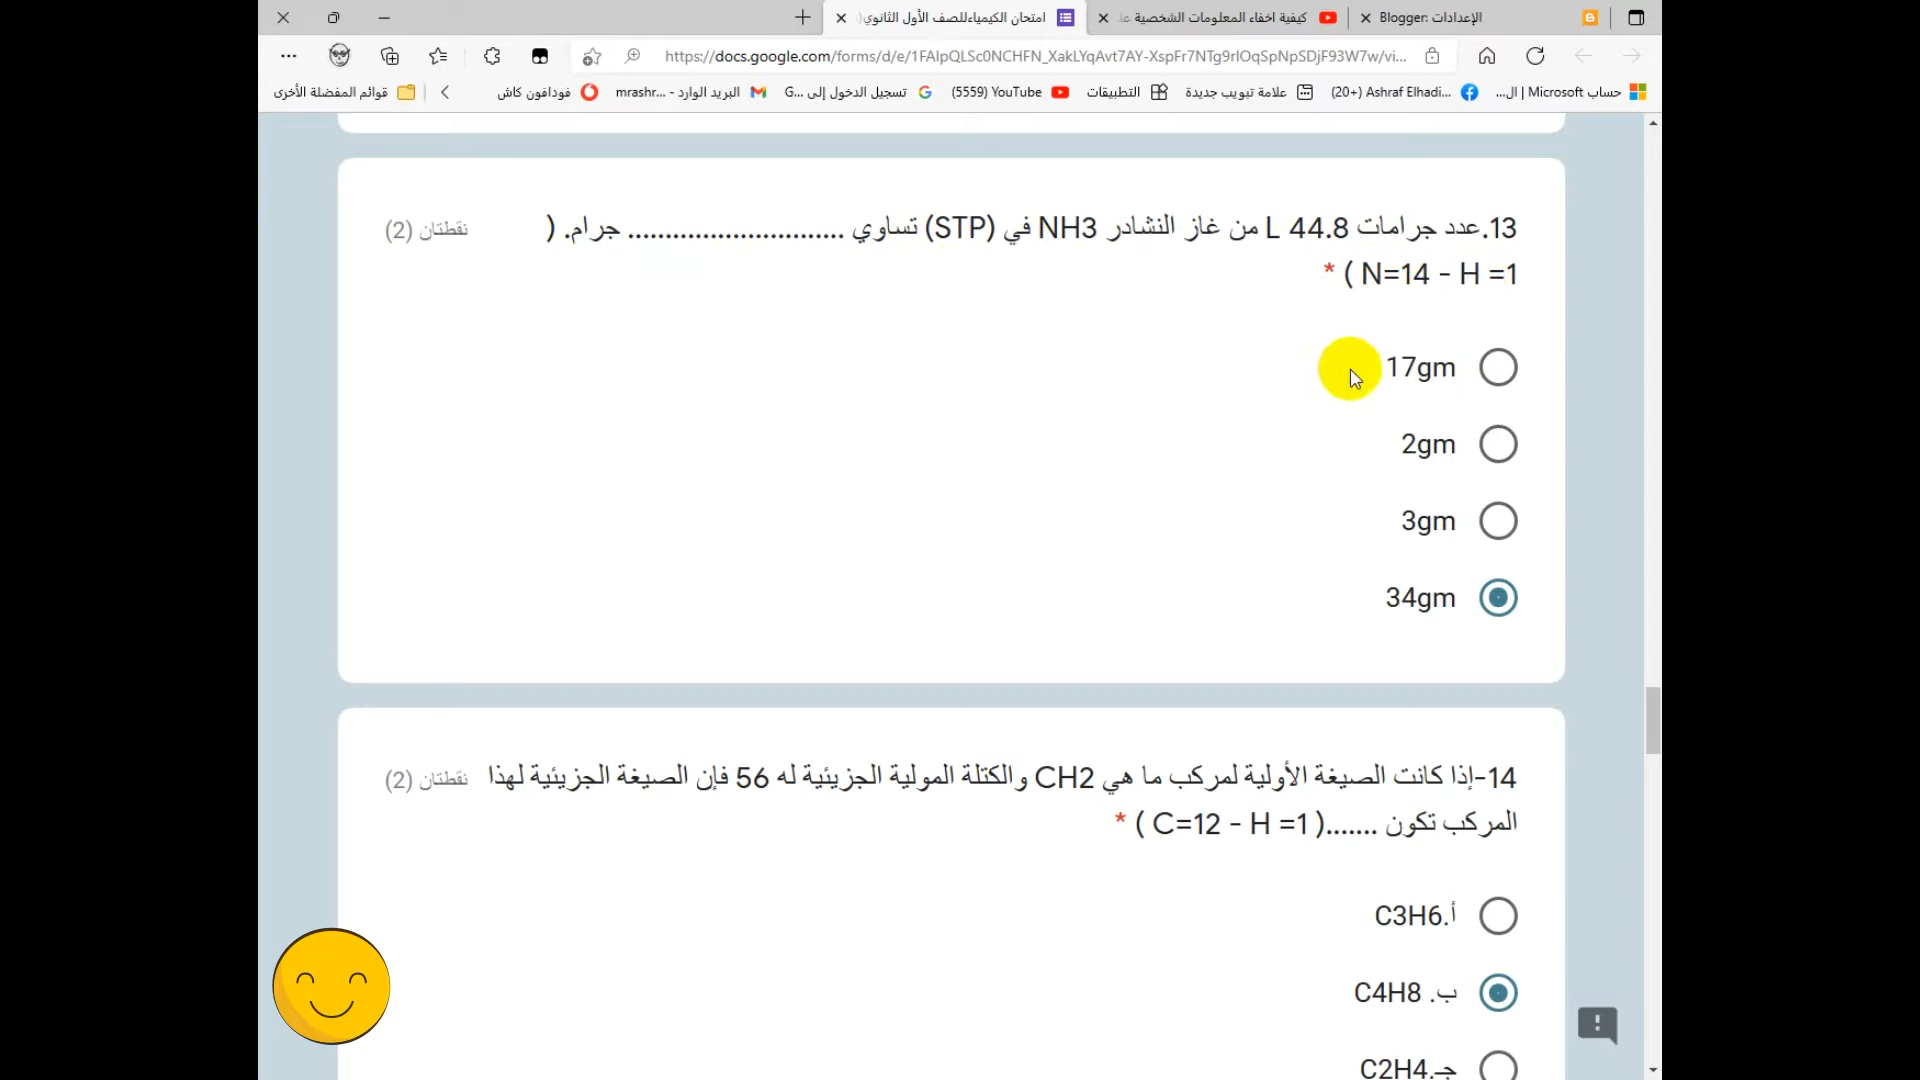 امتحان الكيمياءللصف الأول الثانوي(
كيفية اخفاء المعلومات الشخصية عا
الإعدادات: Blogger
https://docs.google.com/forms/d/e/1FAIpQLSc0NCHFN_XakLYqAvt7AY-XspFr7NTg9rlOqSpNpSDjF93W7w/vi...
حساب Microsoft | ال...
(20+) Ashraf Elhadi...
علامة تبويب جديدة
التطبيقات
(5559) YouTube
تسجيل الدخول إلى G...
البريد الوارد - mrashr...
فودافون كاش
قوائم المفضلة الأخرى
13.عدد جرامات 44.8 L من غاز النشادر NH3 في (STP) تساوي ............................. جرام. (
N=14 - H =1 ) *
نقطتان (2)
17gm
2gm
3gm
34gm
14-إذا كانت الصيغة الأولية لمركب ما هي CH2 والكتلة المولية الجزيئية له 56 فإن الصيغة الجزيئية لهذا
المركب تكون .......( C=12 - H =1 ) *
نقطتان (2)
أ.C3H6
ب. C4H8
جـ.C2H4